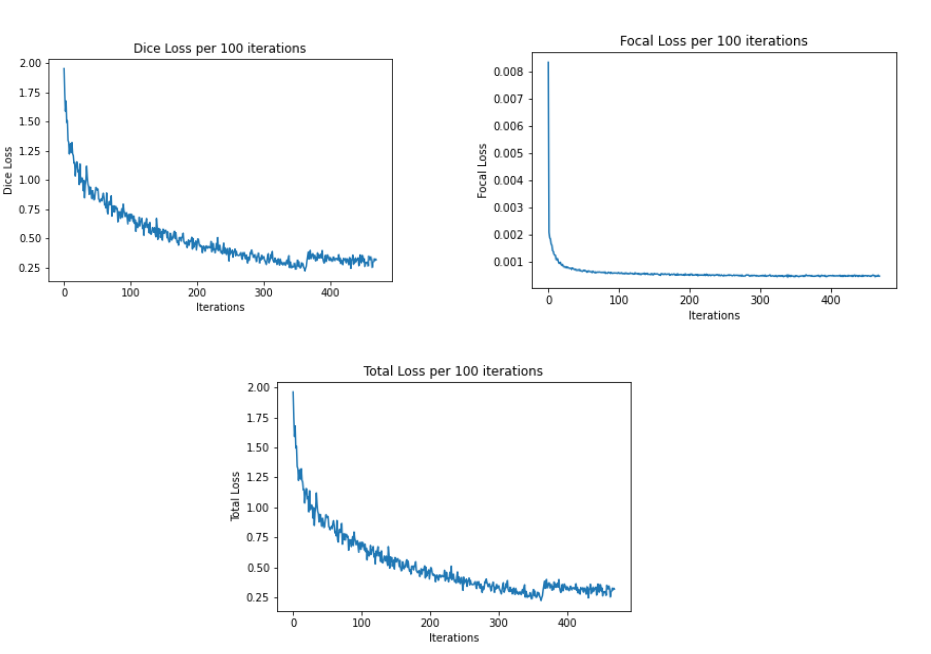 Dice Loss per 100 iterations
2.00
1.75
1.50
1.25
1.00
0.75
0.50
0.25
Dice Loss
0 100 200 300 400
Iterations
Focal Loss per 100 iterations
0.008
0.007
0.006
0.005
0.004
0.003
0.002
0.001
Focal Loss
0 100 200 300 400
Iterations
Total Loss per 100 iterations
2.00
1.75
1.50
1.25
1.00
0.75
0.50
0.25
Total Loss
0 100 200 300 400
Iterations